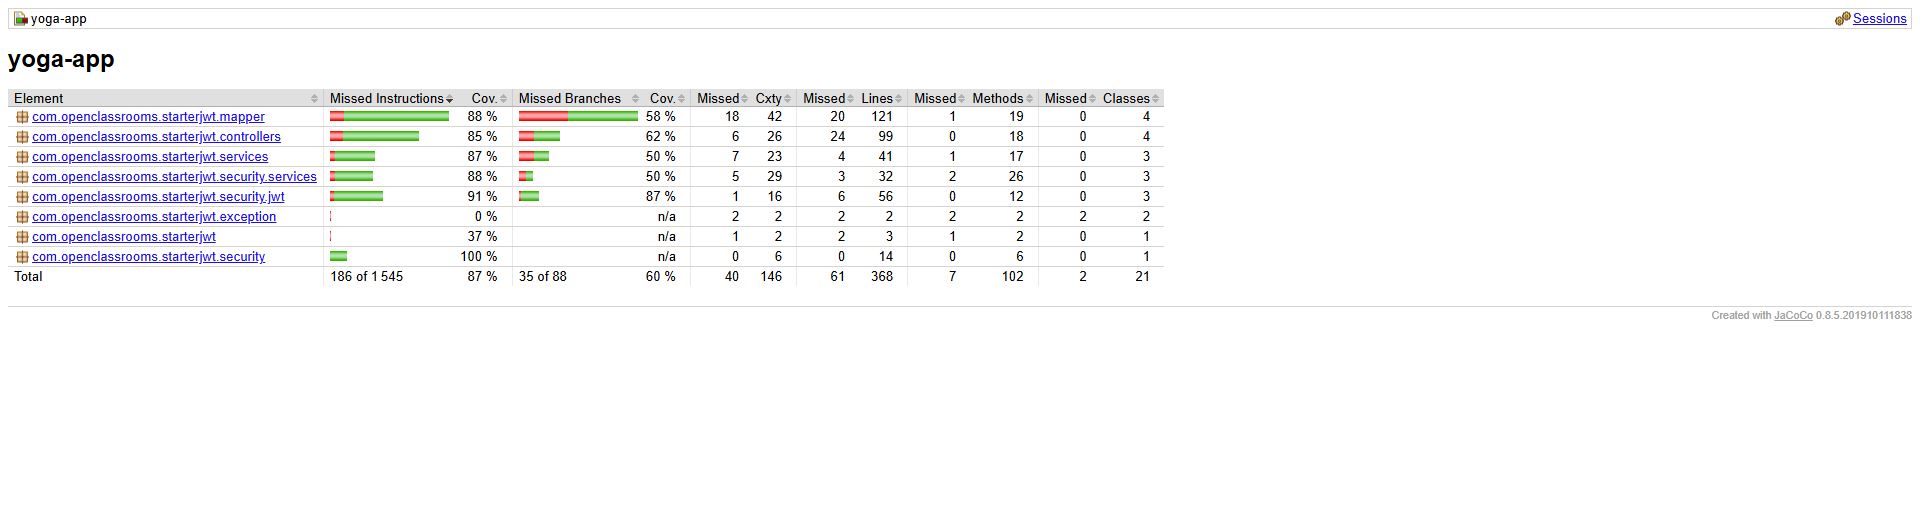 yoga-app Sessions
yoga-app
Element Missed Instructions Cov. Missed Branches Cov. Missed Cxty Missed Lines Missed Methods Missed Classes
com.openclassrooms.starterjwt.mapper 88 % 58 % 18 42 20 121 1 19 0 4
com.openclassrooms.starterjwt.controllers 85 % 62 % 6 26 24 99 0 18 0 4
com.openclassrooms.starterjwt.services 87 % 50 % 7 23 4 41 1 17 0 3
com.openclassrooms.starterjwt.security.services 88 % 50 % 5 29 3 32 2 26 0 3
com.openclassrooms.starterjwt.security.jwt 91 % 87 % 1 16 6 56 0 12 0 3
com.openclassrooms.starterjwt.exception 0 % n/a 2 2 2 2 2 2 2 2
com.openclassrooms.starterjwt 37 % n/a 1 2 2 3 1 2 0 1
com.openclassrooms.starterjwt.security 100 % n/a 0 6 0 14 0 6 0 1
Total 186 of 1 545 87 % 35 of 88 60 % 40 146 61 368 7 102 2 21
Created with JaCoCo 0.8.5.201910111838